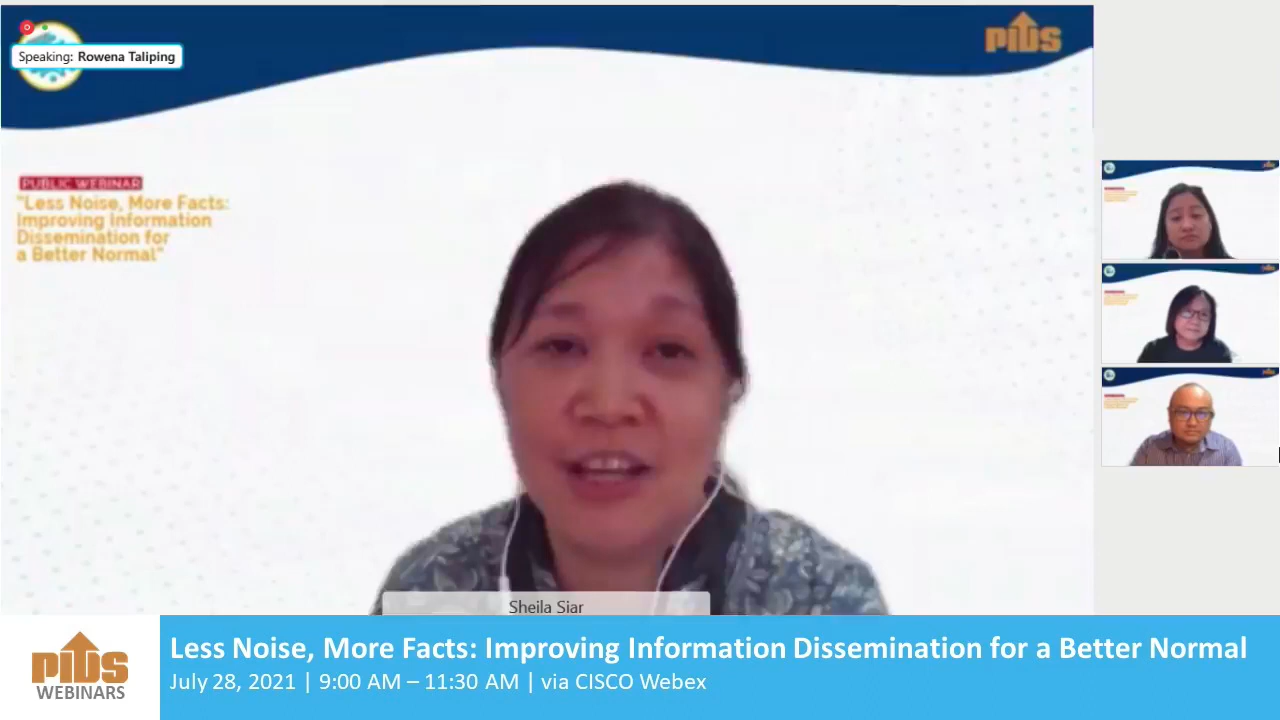 Speaking: Rowena Taliping
PIDS
PUBLIC WEBINAR
"Less Noise, More Facts:
Improving Information
Dissemination for
a Better Normal"
Sheila Siar
PIDS
WEBINARS
Less Noise, More Facts: Improving Information Dissemination for a Better Normal
July 28, 2021 | 9:00 AM – 11:30 AM | via CISCO Webex